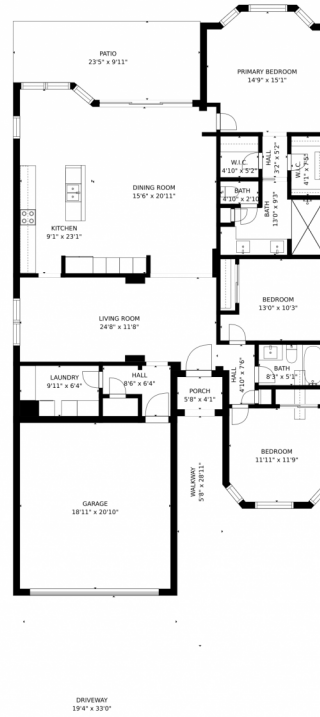 PATIO
23'5" x 9'11"
PRIMARY BEDROOM
14'9" x 15'1"
W.I.C.
4'10" x 5'2"
HALL
3'2" x 5'2"
W.I.C.
4'1" x 7'5"
BATH
4'10" x 2'10
BATH
13'0" x 9'3"
DINING ROOM
15'6" x 20'11"
KITCHEN
9'1" x 23'1"
BEDROOM
13'0" x 10'3"
LIVING ROOM
24'8" x 11'8"
LAUNDRY
9'11" x 6'4"
HALL
8'6" x 6'4"
PORCH
5'8" x 4'1"
HALL
4'10" x 7'6"
BATH
8'3" x 5'1"
BEDROOM
11'11" x 11'9"
WALKWAY
5'8" x 28'11"
GARAGE
18'11" x 20'10"
DRIVEWAY
19'4" x 33'0"